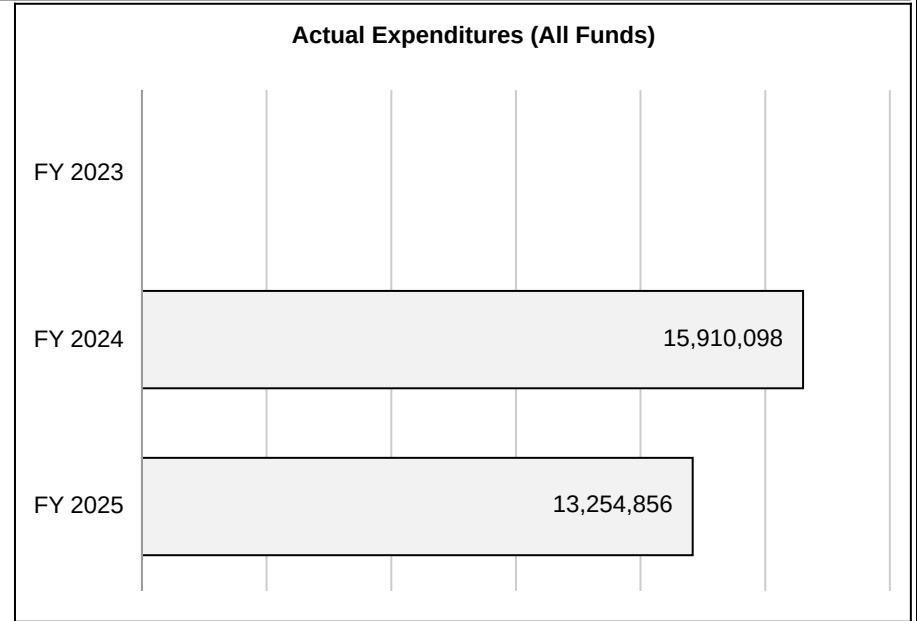 Actual Expenditures (All Funds)
FY 2023
FY 2024
15,910,098
FY 2025
13,254,856